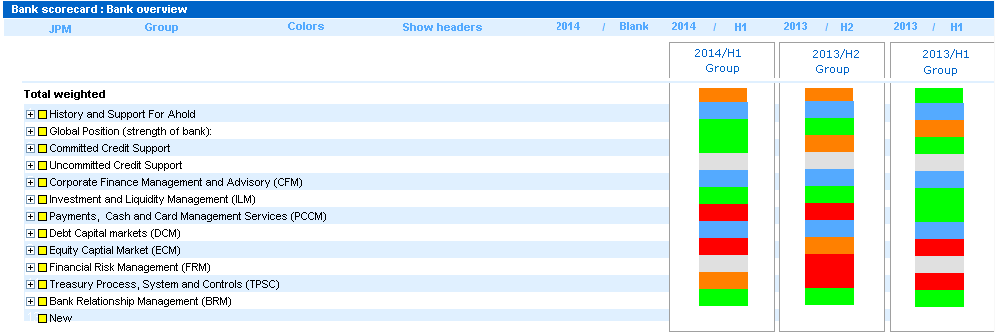 Bank scorecard : Bank overview
JPM Group Colors Show headers 2014 / Blank 2014 / H1 2013 / H2 2013 / H1
2014/H1 2013/H2 2013/H1
Group Group Group
Total weighted
History and Support For Ahold
Global Position (strength of bank):
Committed Credit Support
Uncommitted Credit Support
Corporate Finance Management and Advisory (CFM)
Investment and Liquidity Management (ILM)
Payments, Cash and Card Management Services (PCCM)
Debt Capital markets (DCM)
Equity Captial Market (ECM)
Financial Risk Management (FRM)
Treasury Process, System and Controls (TPSC)
Bank Relationship Management (BRM)
New